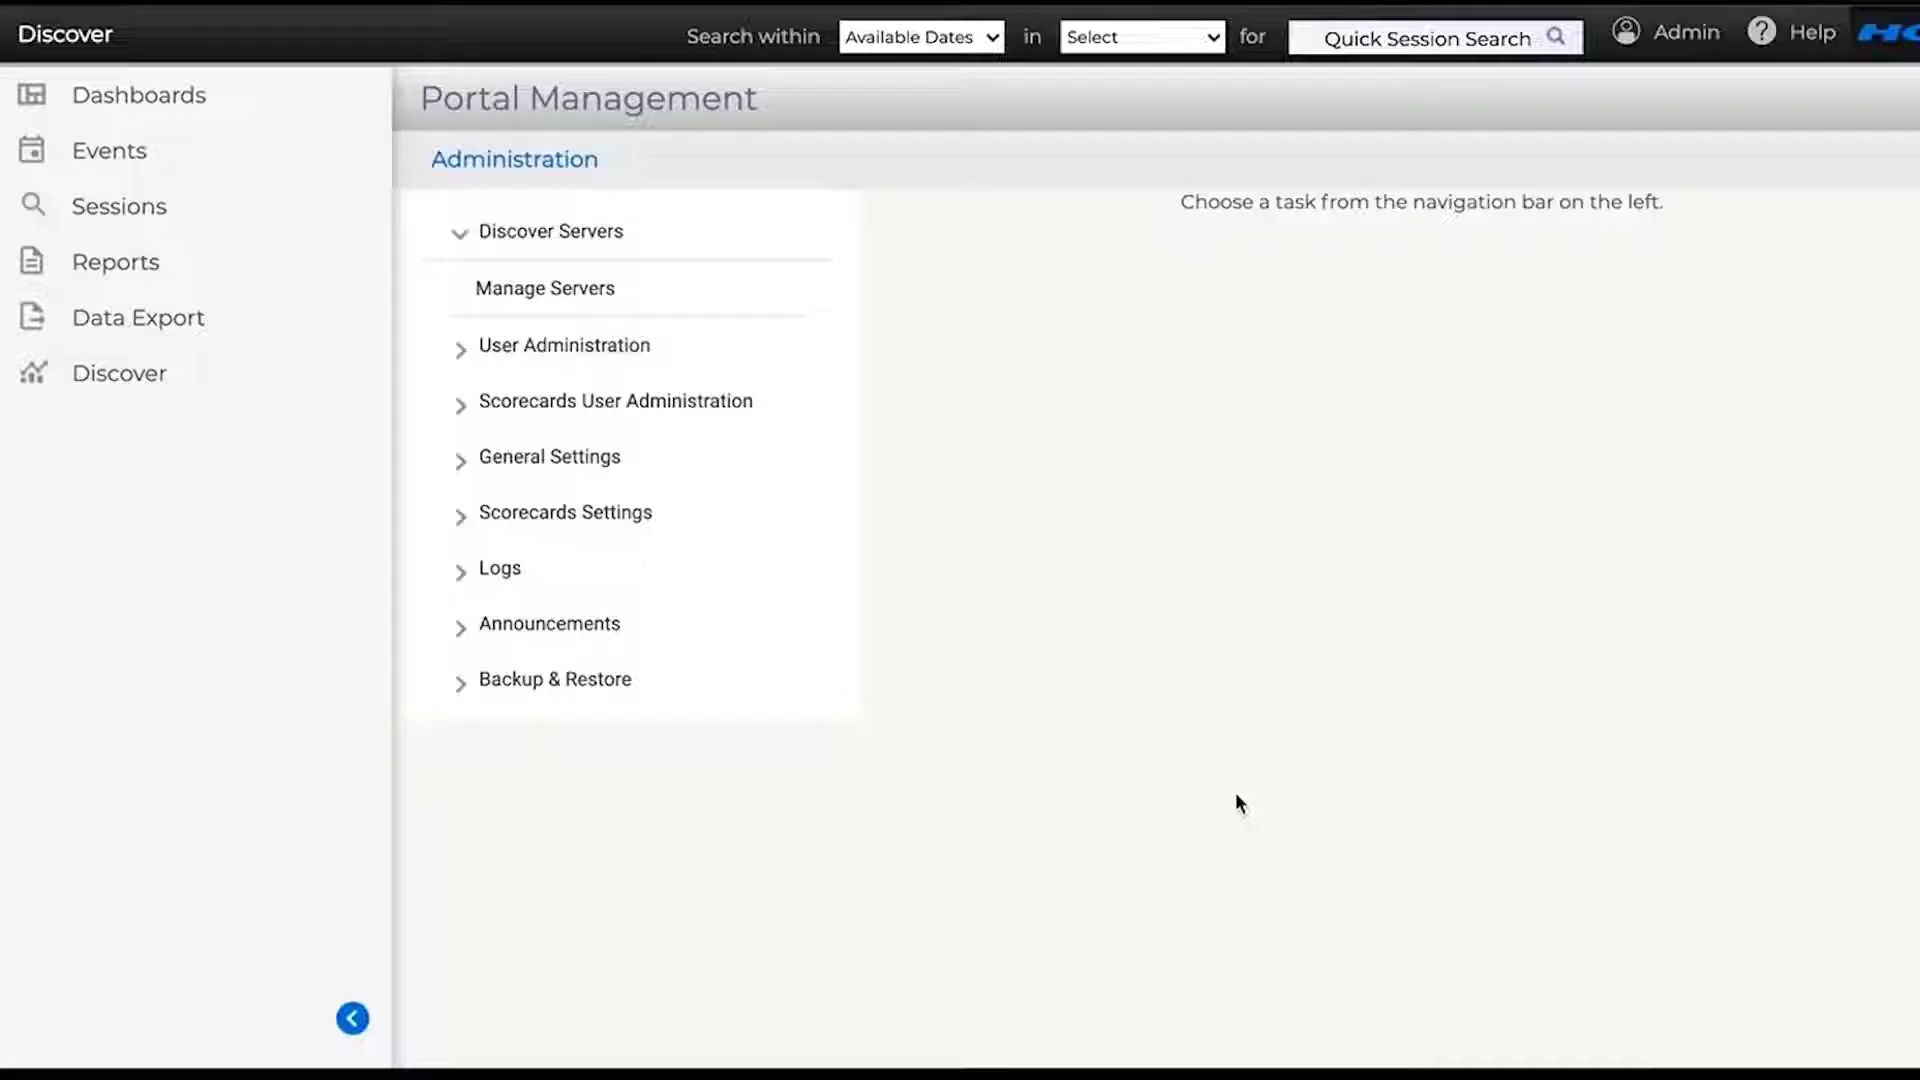 Discover
Search within Available Dates in Select for Quick Session Search Admin Help
Dashboards
Events
Sessions
Reports
Data Export
Discover
Portal Management
Administration
Choose a task from the navigation bar on the left.
Discover Servers
Manage Servers
User Administration
Scorecards User Administration
General Settings
Scorecards Settings
Logs
Announcements
Backup & Restore